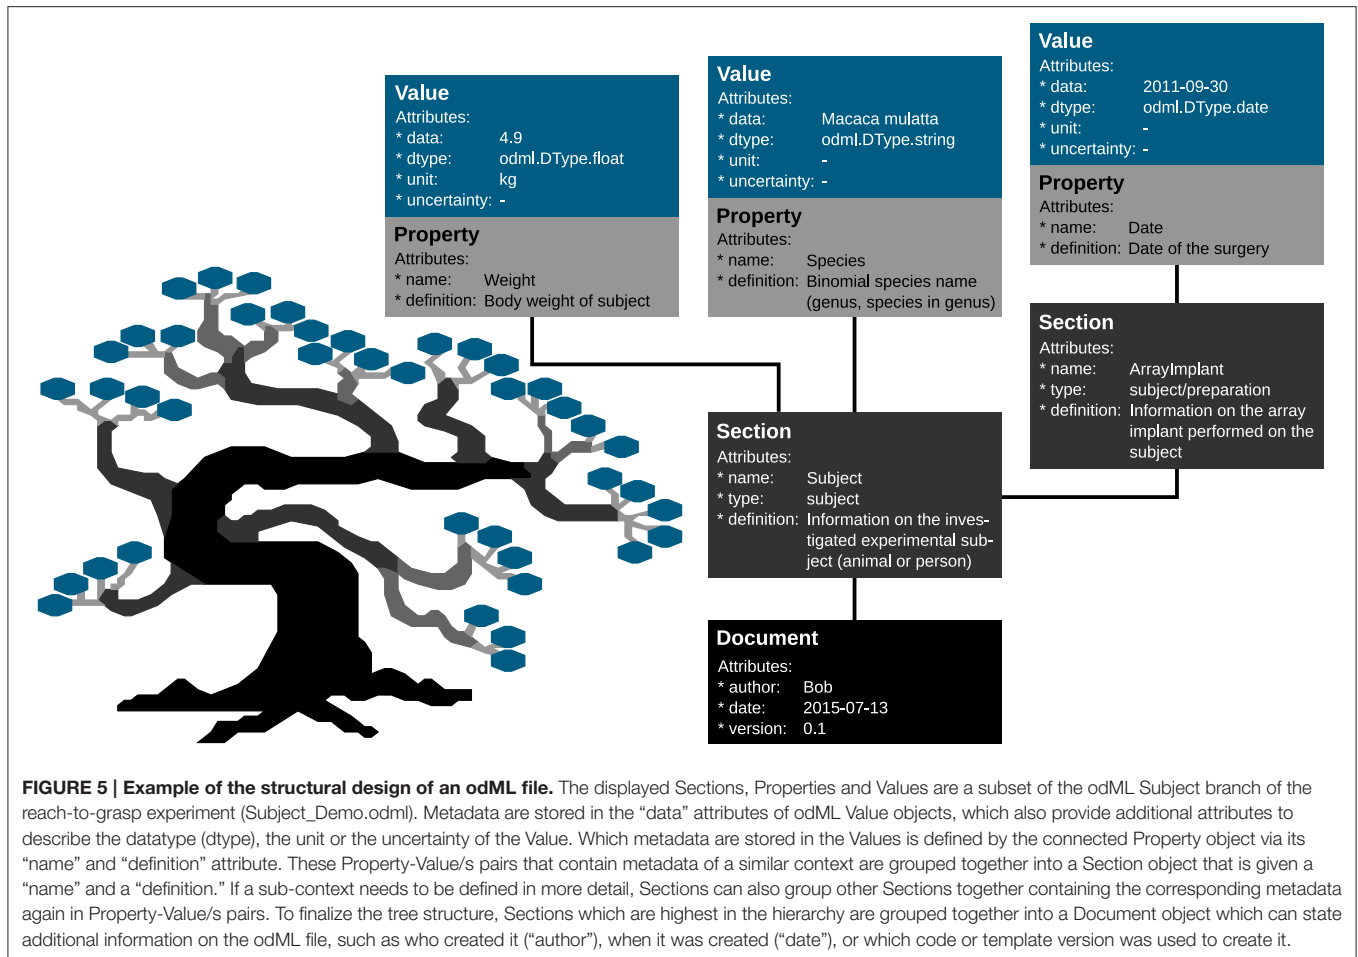 Value
Attributes:
* data: 4.9
* dtype: odml.DType.float
* unit: kg
* uncertainty: -
Property
Attributes:
* name: Weight
* definition: Body weight of subject
Value
Attributes:
* data: Macaca mulatta
* dtype: odml.DType.string
* unit: -
* uncertainty: -
Property
Attributes:
* name: Species
* definition: Binomial species name
(genus, species in genus)
Value
Attributes:
* data: 2011-09-30
* dtype: odml.DType.date
* unit: -
* uncertainty: -
Property
Attributes:
* name: Date
* definition: Date of the surgery
Section
Attributes:
* name: ArrayImplant
* type: subject/preparation
* definition: Information on the array
implant performed on the
subject
Section
Attributes:
* name: Subject
* type: subject
* definition: Information on the inves-
tigated experimental sub-
ject (animal or person)
Document
Attributes:
* author: Bob
* date: 2015-07-13
* version: 0.1
FIGURE 5 | Example of the structural design of an odML file. The displayed Sections, Properties and Values are a subset of the odML Subject branch of the
reach-to-grasp experiment (Subject_Demo.odml). Metadata are stored in the “data” attributes of odML Value objects, which also provide additional attributes to
describe the datatype (dtype), the unit or the uncertainty of the Value. Which metadata are stored in the Values is defined by the connected Property object via its
“name” and “definition” attribute. These Property-Value/s pairs that contain metadata of a similar context are grouped together into a Section object that is given a
“name” and a “definition.” If a sub-context needs to be defined in more detail, Sections can also group other Sections together containing the corresponding metadata
again in Property-Value/s pairs. To finalize the tree structure, Sections which are highest in the hierarchy are grouped together into a Document object which can state
additional information on the odML file, such as who created it (“author”), when it was created (“date”), or which code or template version was used to create it.